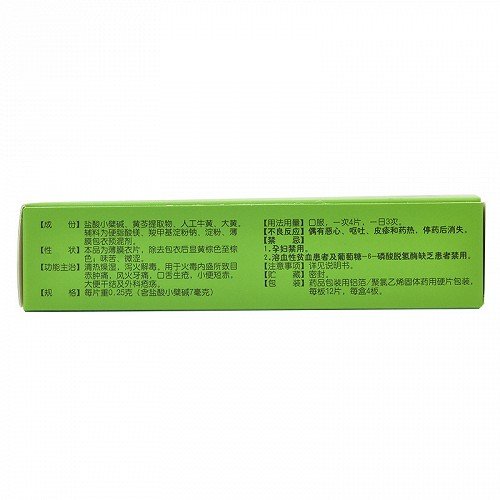 【成　份】盐酸小檗碱、黄芩提取物、人工牛黄、大黄。
辅料为硬脂酸镁、羧甲基淀粉钠、淀粉、薄
膜包衣预混剂。
【性　状】本品为薄膜衣片，除去包衣后显黄棕色至棕
色，味苦、微涩。
【功能主治】清热燥湿，泻火解毒，用于火毒内盛所致目
赤肿痛，风火牙痛，口舌生疮，小便短赤，
大便干结及外科疮疡。
【规　格】每片重0.25克（含盐酸小檗碱7毫克）
【用法用量】口服，一次4片，一日3次。
【不良反应】偶有恶心、呕吐、皮疹和药热，停药后消失。
【禁　忌】
1.孕妇禁用。
2.溶血性贫血患者及葡萄糖-6-磷酸脱氢酶缺乏患者禁用。
【注意事项】详见说明书。
【贮　藏】密封。
【包　装】药品包装用铝箔/聚氯乙烯固体药用硬片包装，
每板12片，每盒4板。